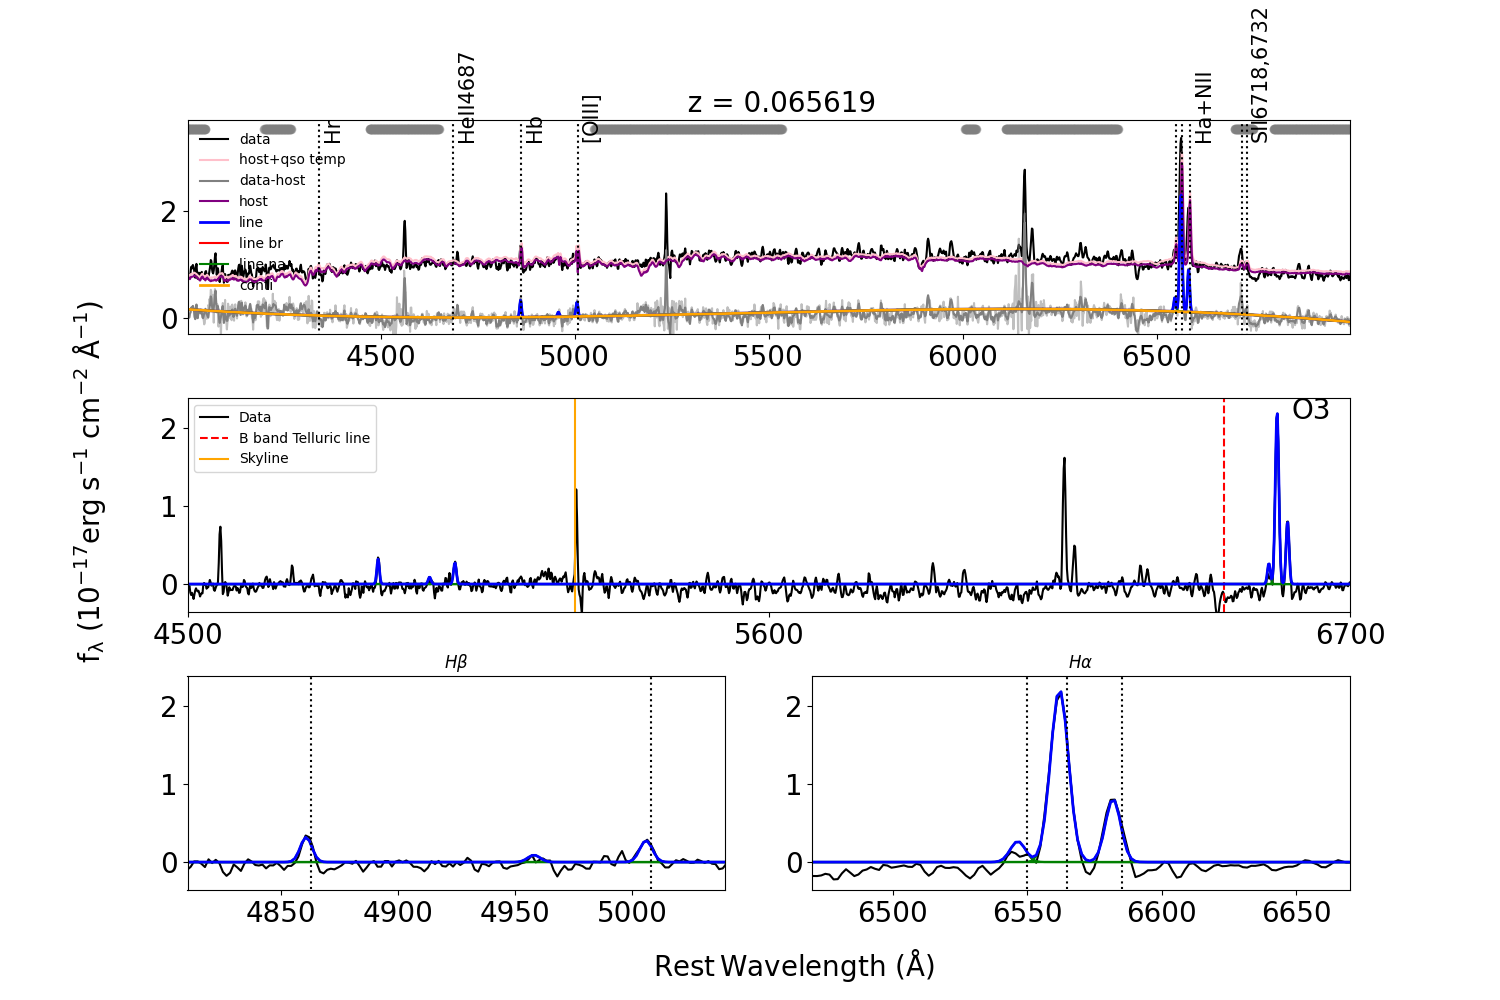 z = 0.065619
Hr
HeII4687
Hb
[OIII]
Ha+NII
SII6718,6732
data
host+qso temp
data-host
host
line
line br
line na
conti
2
0
4500 5000 5500 6000 6500
Data
B band Telluric line
Skyline
O3
2
1
0
4500 5600 6700
fλ (10−17erg s−1 cm−2 Å−1)
Hβ
2
1
0
4850 4900 4950 5000
Hα
2
1
0
6500 6550 6600 6650
Rest Wavelength (Å)